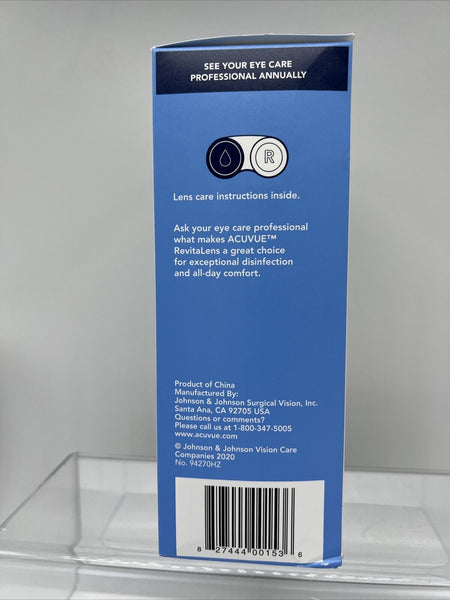 SEE YOUR EYE CARE
PROFESSIONAL ANNUALLY
R
Lens care instructions inside.
Ask your eye care professional
what makes ACUVUE™
RevitaLens a great choice
for exceptional disinfection
and all-day comfort.
Product of China
Manufactured By:
Johnson & Johnson Surgical Vision, Inc.
Santa Ana, CA 92705 USA
Questions or comments?
Please call us at 1-800-347-5005
www.acuvue.com
© Johnson & Johnson Vision Care
Companies 2020
No. 94270HZ
8 27444 00153 6